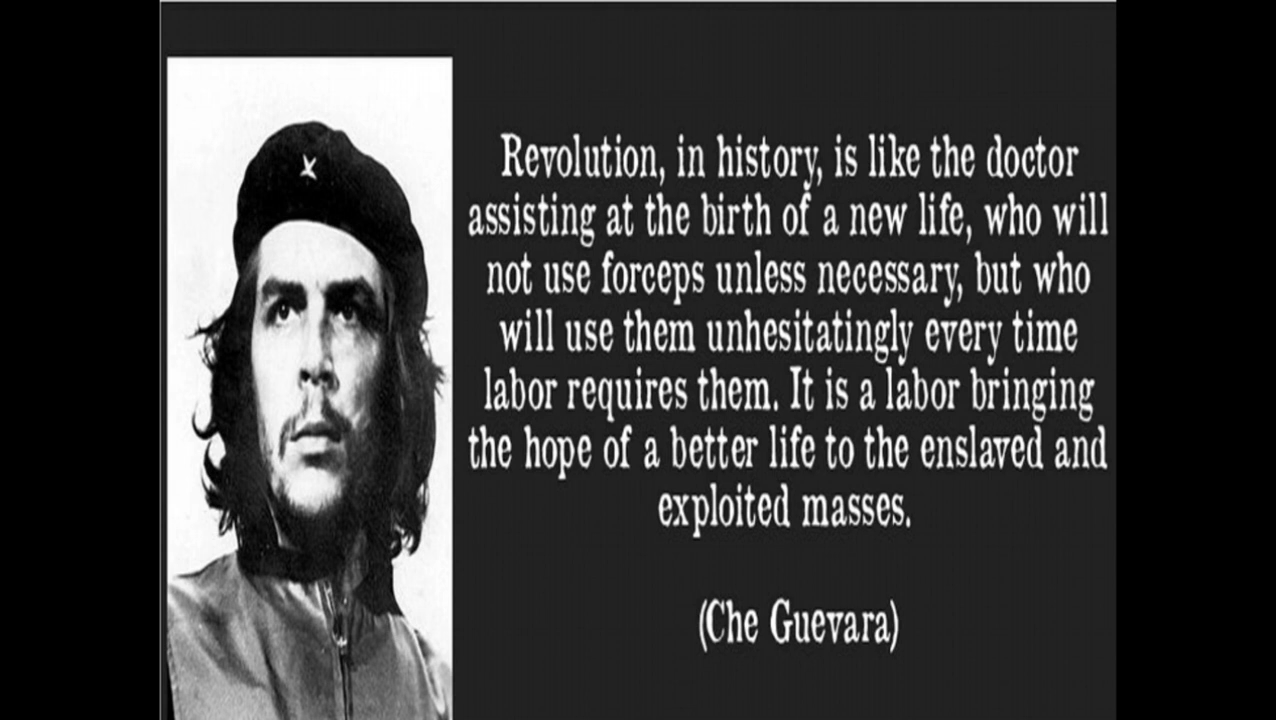 Revolution, in history, is like the doctor
assisting at the birth of a new life, who will
not use forceps unless necessary, but who
will use them unhesitatingly every time
labor requires them. It is a labor bringing
the hope of a better life to the enslaved and
exploited masses.
(Che Guevara)